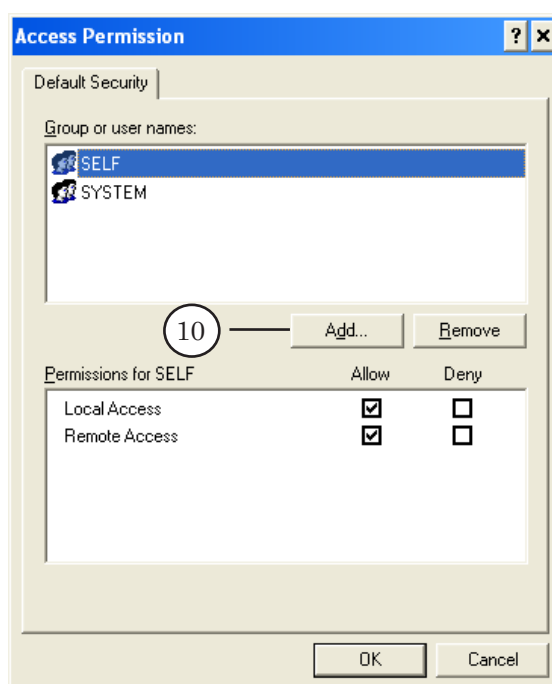 Access Permission
Default Security
Group or user names:
SELF
SYSTEM
10
Add... Remove
Permissions for SELF Allow Deny
Local Access
Remote Access
OK Cancel